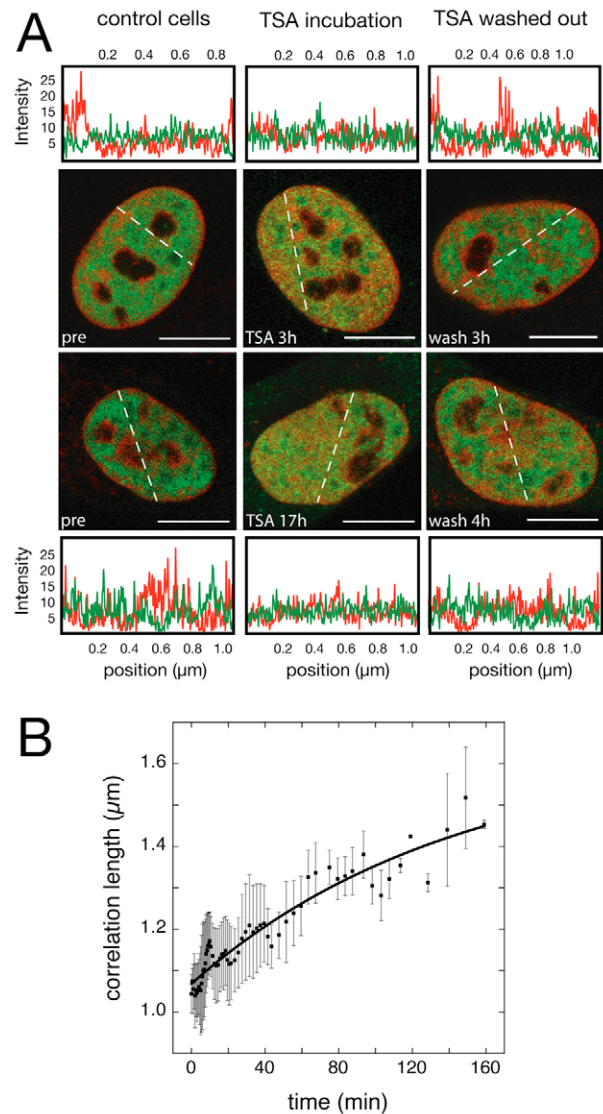 A
control cells TSA incubation TSA washed out
0.2 0.4 0.6 0.8 0.2 0.4 0.6 0.8 1.0 0.2 0.4 0.6 0.8 1.0
Intensity
25
20
15
10
5
pre TSA 3h wash 3h
pre TSA 17h wash 4h
Intensity
25
20
15
10
5
0.2 0.4 0.6 0.8 0.2 0.4 0.6 0.8 1.0 0.2 0.4 0.6 0.8 1.0
position (µm) position (µm) position (µm)
B
correlation length (µm)
1.6
1.4
1.2
1.0
0 40 80 120 160
time (min)